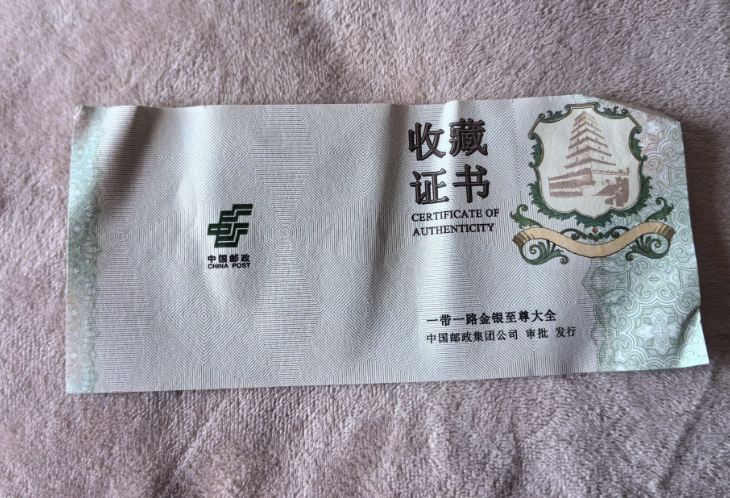 中国邮政
CHINA POST
收藏
证书
CERTIFICATE OF
AUTHENTICITY
一带一路金银至尊大全
中国邮政集团公司 审批 发行